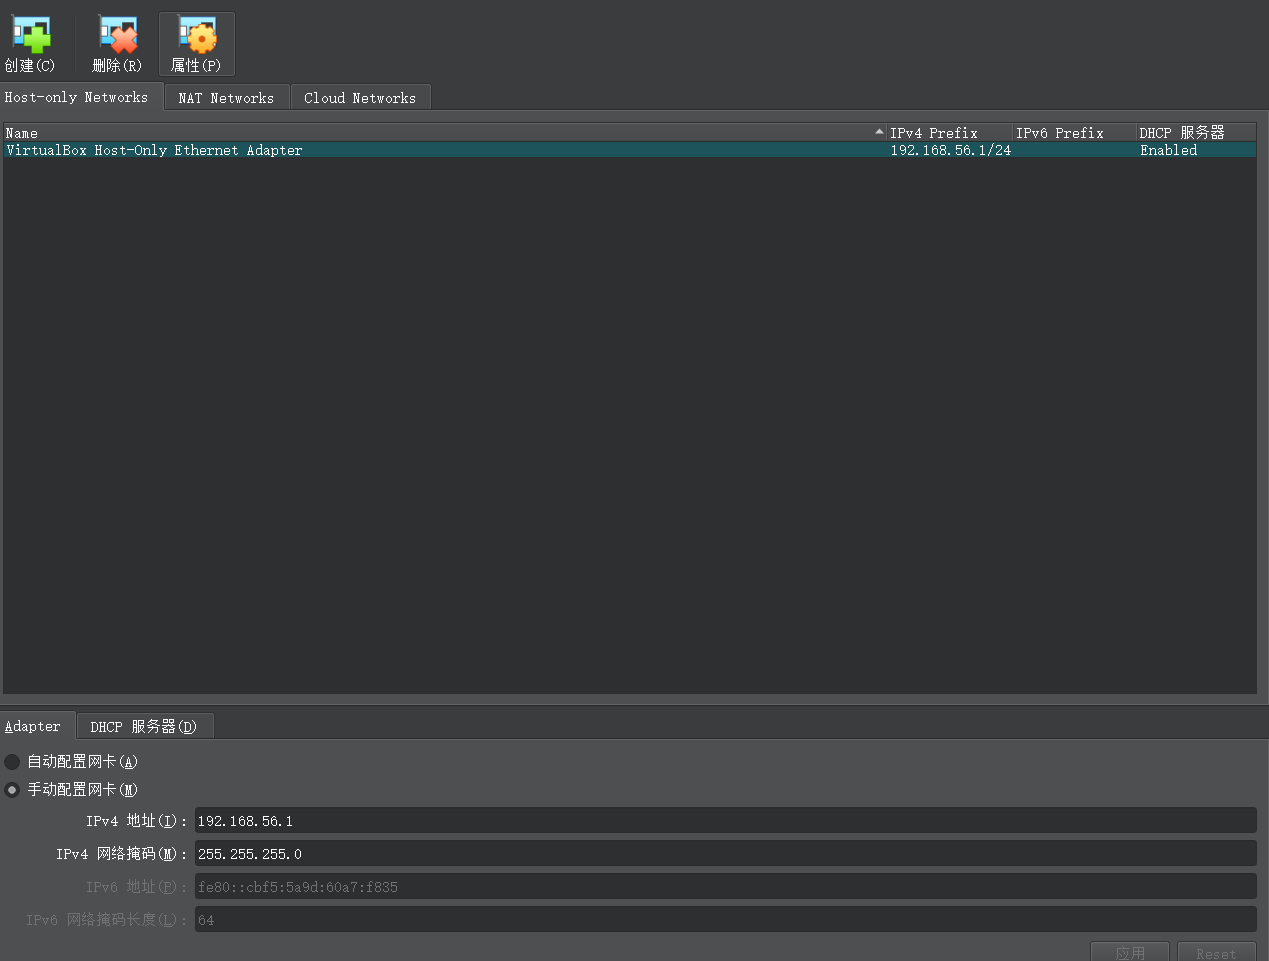 创建(C) 删除(R) 属性(P)
Host-only Networks NAT Networks Cloud Networks
Name IPv4 Prefix IPv6 Prefix DHCP 服务器
VirtualBox Host-Only Ethernet Adapter 192.168.56.1/24 Enabled
Adapter DHCP 服务器(D)
自动配置网卡(A)
手动配置网卡(M)
IPv4 地址(I): 192.168.56.1
IPv4 网络掩码(M): 255.255.255.0
IPv6 地址(P): fe80::cbf5:5a9d:60a7:f835
IPv6 网络掩码长度(L): 64
应用 Reset